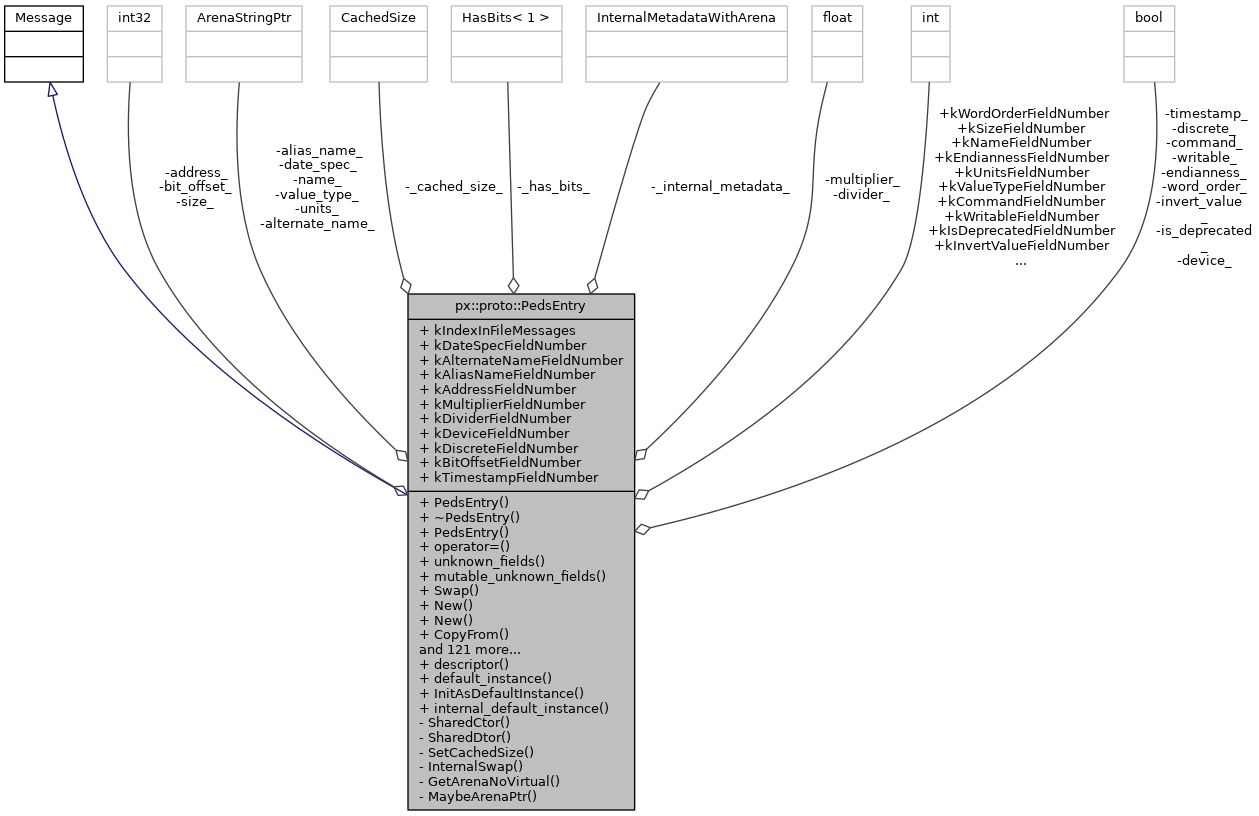 Message
int32
ArenaStringPtr
CachedSize
HasBits< 1 >
InternalMetadataWithArena
float
int
bool
-address_
-bit_offset_
-size_
-alias_name_
-date_spec_
-name_
-value_type_
-units_
-alternate_name_
-_cached_size_
-_has_bits_
-_internal_metadata_
-multiplier_
-divider_
+kWordOrderFieldNumber
+kSizeFieldNumber
+kNameFieldNumber
+kEndiannessFieldNumber
+kUnitsFieldNumber
+kValueTypeFieldNumber
+kCommandFieldNumber
+kWritableFieldNumber
+kIsDeprecatedFieldNumber
+kInvertValueFieldNumber
...
-timestamp_
-discrete_
-command_
-writable_
-endianness_
-word_order_
-invert_value
_
-is_deprecated
_
-device_
px::proto::PedsEntry
+ kIndexInFileMessages
+ kDateSpecFieldNumber
+ kAlternateNameFieldNumber
+ kAliasNameFieldNumber
+ kAddressFieldNumber
+ kMultiplierFieldNumber
+ kDividerFieldNumber
+ kDeviceFieldNumber
+ kDiscreteFieldNumber
+ kBitOffsetFieldNumber
+ kTimestampFieldNumber
+ PedsEntry()
+ ~PedsEntry()
+ PedsEntry()
+ operator=()
+ unknown_fields()
+ mutable_unknown_fields()
+ Swap()
+ New()
+ New()
+ CopyFrom()
and 121 more...
+ descriptor()
+ default_instance()
+ InitAsDefaultInstance()
+ internal_default_instance()
- SharedCtor()
- SharedDtor()
- SetCachedSize()
- InternalSwap()
- GetArenaNoVirtual()
- MaybeArenaPtr()